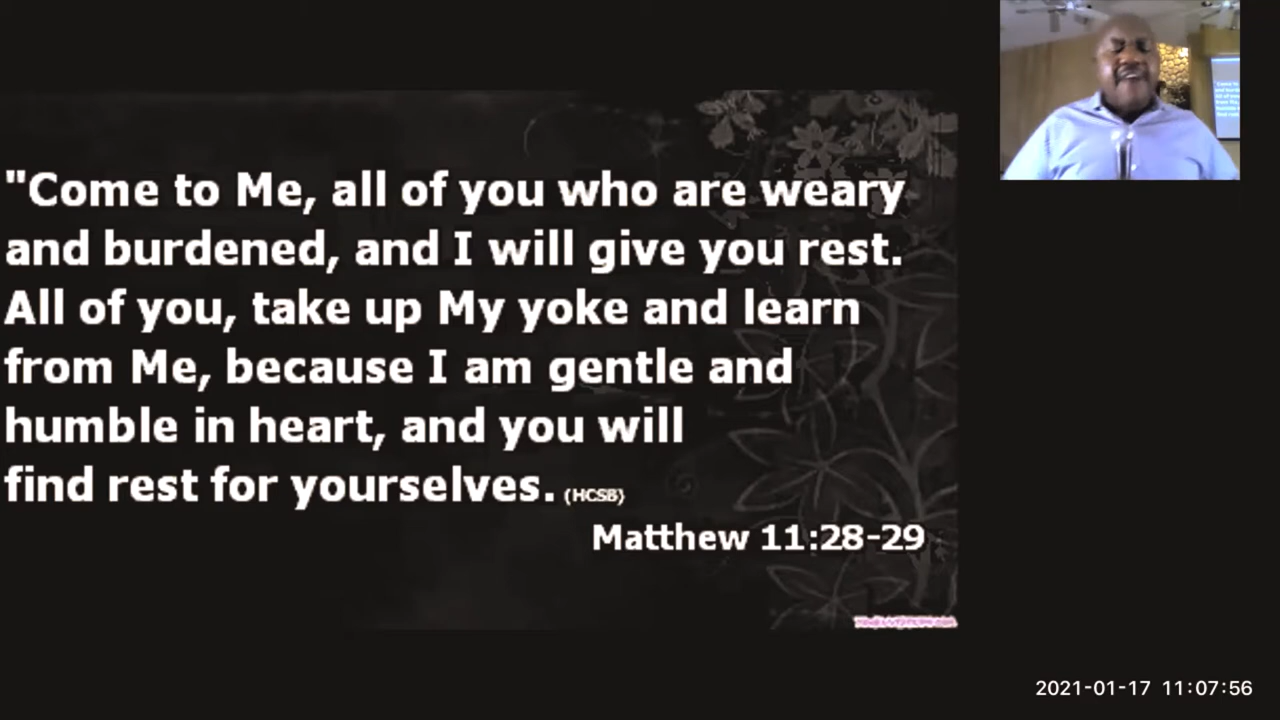 "Come to Me, all of you who are weary
and burdened, and I will give you rest.
All of you, take up My yoke and learn
from Me, because I am gentle and
humble in heart, and you will
find rest for yourselves. (HCSB)
Matthew 11:28-29
2021-01-17 11:07:56